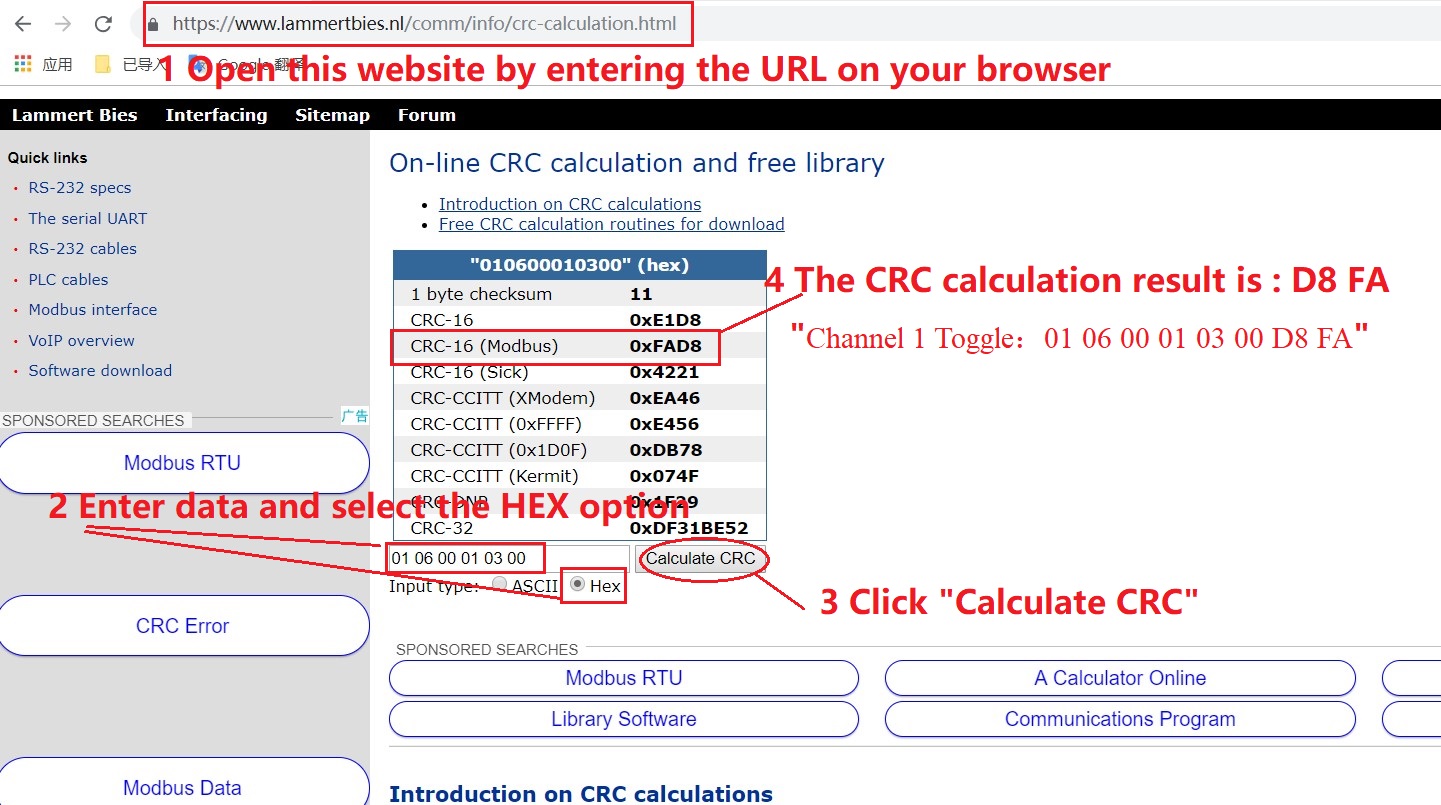 https://www.lammertbies.nl/comm/info/crc-calculation.html
应用 已导入 Google 翻译
1 Open this website by entering the URL on your browser
Lammert Bies Interfacing Sitemap Forum
Quick links
RS-232 specs
The serial UART
RS-232 cables
PLC cables
Modbus interface
VoIP overview
Software download
SPONSORED SEARCHES 广告
Modbus RTU
CRC Error
Modbus Data
On-line CRC calculation and free library
Introduction on CRC calculations
Free CRC calculation routines for download
"010600010300" (hex)
1 byte checksum 11
CRC-16 0xE1D8
CRC-16 (Modbus) 0xFAD8
CRC-16 (Sick) 0x4221
CRC-CCITT (XModem) 0xEA46
CRC-CCITT (0xFFFF) 0xE456
CRC-CCITT (0x1D0F) 0xDB78
CRC-CCITT (Kermit) 0x074F
CRC-DNP 0x1F29
CRC-32 0xDF31BE52
4 The CRC calculation result is : D8 FA
"Channel 1 Toggle：01 06 00 01 03 00 D8 FA"
2 Enter data and select the HEX option
01 06 00 01 03 00 Calculate CRC
Input type: ASCII Hex
3 Click "Calculate CRC"
SPONSORED SEARCHES
Modbus RTU A Calculator Online
Library Software Communications Program
Introduction on CRC calculations